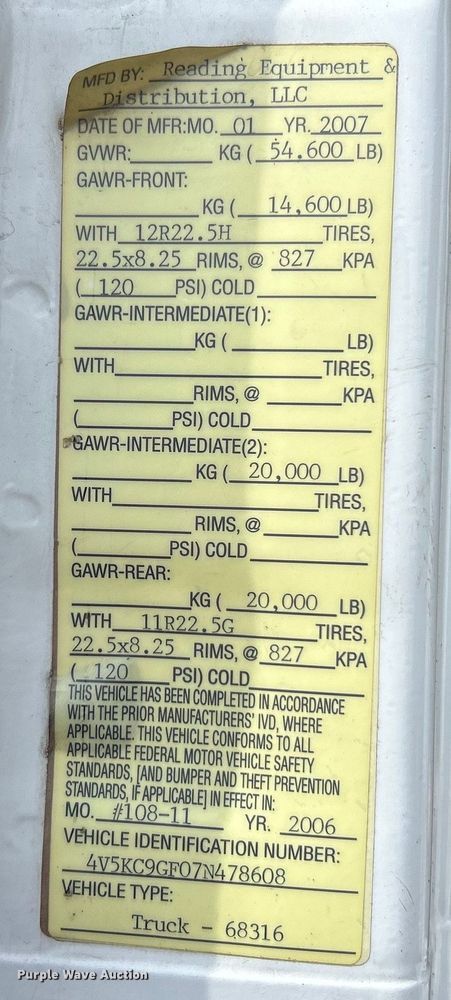 MFD BY: Reading Equipment &
Distribution, LLC
DATE OF MFR:MO. 01 YR. 2007
GVWR: KG ( 54.600 LB)
GAWR-FRONT:
KG ( 14,600 LB)
WITH 12R22.5H TIRES,
22.5x8.25 RIMS, @ 827 KPA
( 120 PSI) COLD
GAWR-INTERMEDIATE(1):
KG ( LB)
WITH TIRES,
RIMS, @ KPA
( PSI) COLD
GAWR-INTERMEDIATE(2):
KG ( 20,000 LB)
WITH TIRES,
RIMS, @ KPA
( PSI) COLD
GAWR-REAR:
KG ( 20,000 LB)
WITH 11R22.5G TIRES,
22.5x8.25 RIMS, @ 827 KPA
( 120 PSI) COLD
THIS VEHICLE HAS BEEN COMPLETED IN ACCORDANCE
WITH THE PRIOR MANUFACTURERS' IVD, WHERE
APPLICABLE. THIS VEHICLE CONFORMS TO ALL
APPLICABLE FEDERAL MOTOR VEHICLE SAFETY
STANDARDS, [AND BUMPER AND THEFT PREVENTION
STANDARDS, IF APPLICABLE] IN EFFECT IN:
MO. #108-11 YR. 2006
VEHICLE IDENTIFICATION NUMBER:
4V5KC9GF07N478608
VEHICLE TYPE:
Truck - 68316
Purple Wave Auction